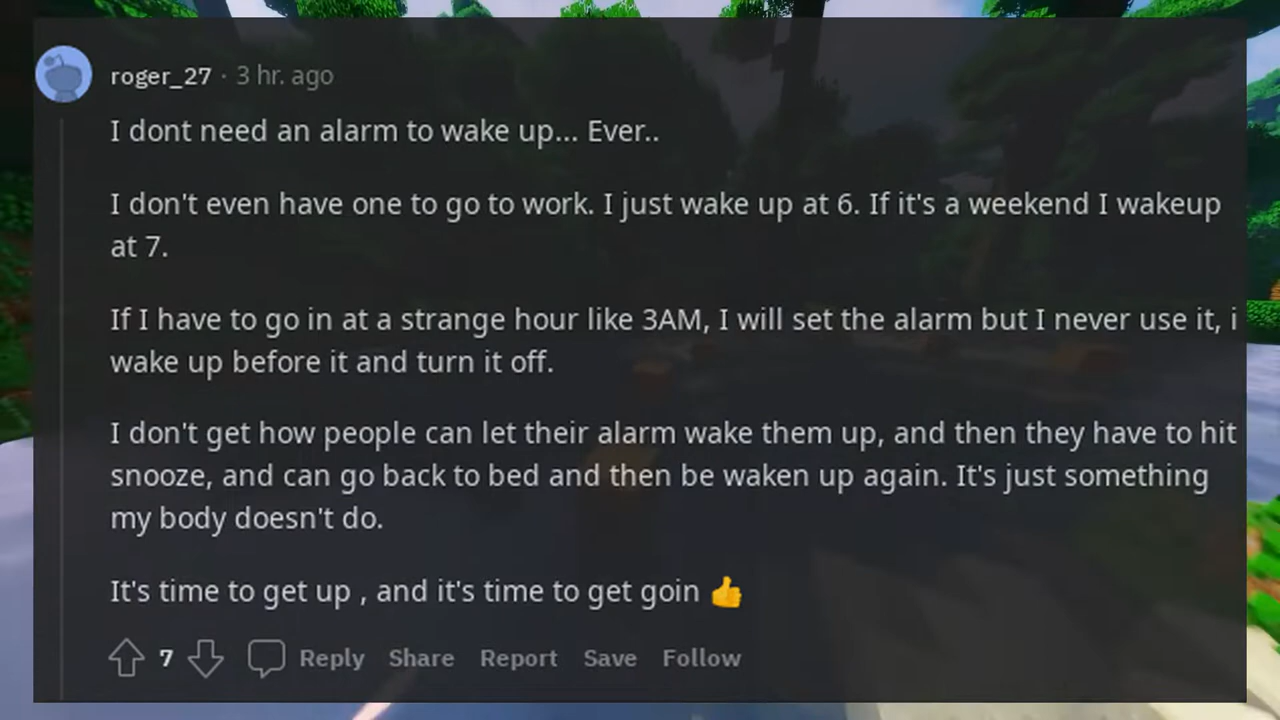 roger_27 · 3 hr. ago
I dont need an alarm to wake up... Ever..
I don't even have one to go to work. I just wake up at 6. If it's a weekend I wakeup
at 7.
If I have to go in at a strange hour like 3AM, I will set the alarm but I never use it, i
wake up before it and turn it off.
I don't get how people can let their alarm wake them up, and then they have to hit
snooze, and can go back to bed and then be waken up again. It's just something
my body doesn't do.
It's time to get up , and it's time to get goin 👍
7 Reply Share Report Save Follow